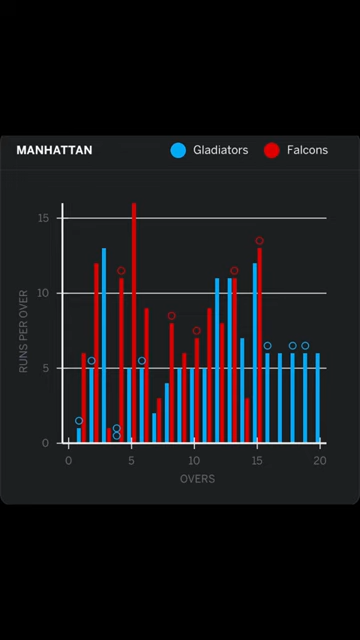 MANHATTAN Gladiators Falcons
15
10
5
0
RUNS PER OVER
0 5 10 15 20
OVERS